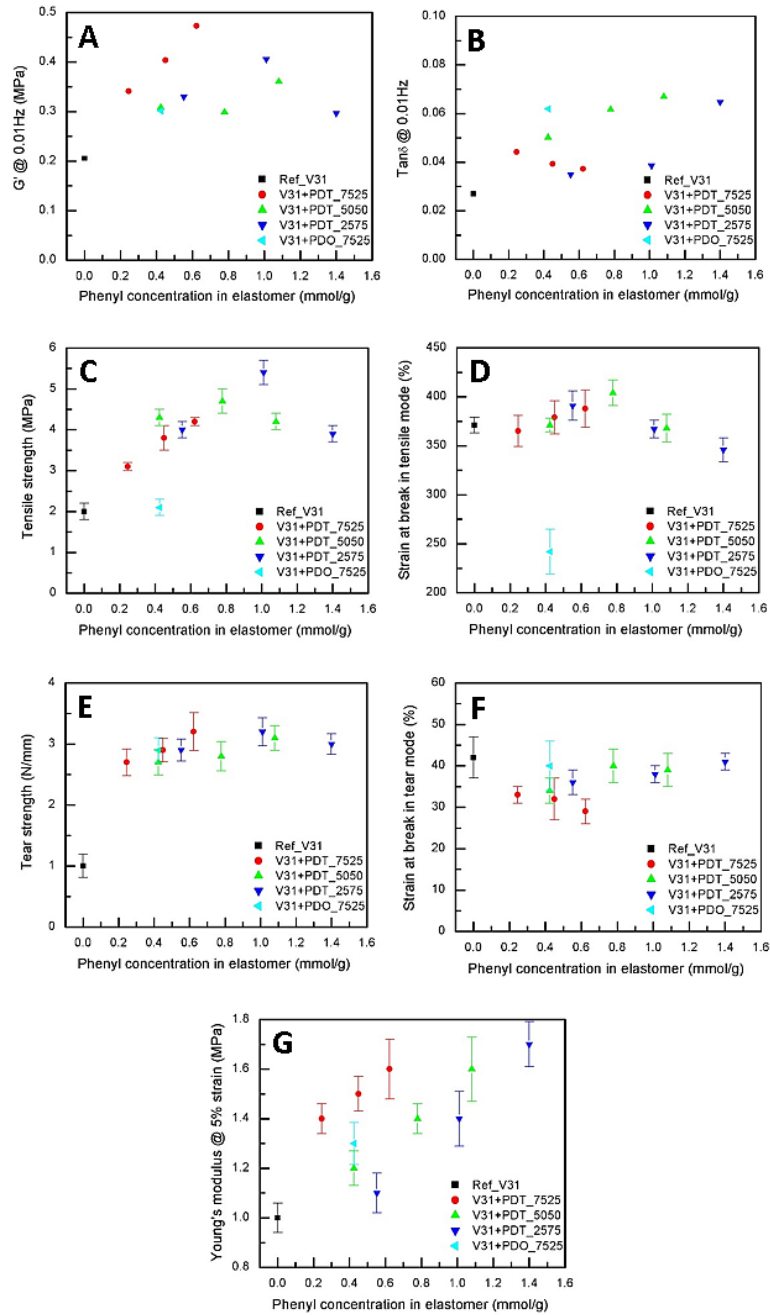 A
G' @ 0.01Hz (MPa)
0.5
0.4
0.3
0.2
0.1
0.0
Ref_V31
V31+PDT_7525
V31+PDT_5050
V31+PDT_2575
V31+PDO_7525
0.0 0.2 0.4 0.6 0.8 1.0 1.2 1.4 1.6
Phenyl concentration in elastomer (mmol/g)
B
Tanδ @ 0.01Hz
0.10
0.08
0.06
0.04
0.02
0.00
Ref_V31
V31+PDT_7525
V31+PDT_5050
V31+PDT_2575
V31+PDO_7525
0.0 0.2 0.4 0.6 0.8 1.0 1.2 1.4 1.6
Phenyl concentration in elastomer (mmol/g)
C
Tensile strength (MPa)
6
5
4
3
2
1
0
Ref_V31
V31+PDT_7525
V31+PDT_5050
V31+PDT_2575
V31+PDO_7525
0.0 0.2 0.4 0.6 0.8 1.0 1.2 1.4 1.6
Phenyl concentration in elastomer (mmol/g)
D
Strain at break in tensile mode (%)
450
400
350
300
250
200
Ref_V31
V31+PDT_7525
V31+PDT_5050
V31+PDT_2575
V31+PDO_7525
0.0 0.2 0.4 0.6 0.8 1.0 1.2 1.4 1.6
Phenyl concentration in elastomer (mmol/g)
E
Tear strength (N/mm)
4
3
2
1
0
Ref_V31
V31+PDT_7525
V31+PDT_5050
V31+PDT_2575
V31+PDO_7525
0.0 0.2 0.4 0.6 0.8 1.0 1.2 1.4 1.6
Phenyl concentration in elastomer (mmol/g)
F
Strain at break in tear mode (%)
60
50
40
30
20
10
0
Ref_V31
V31+PDT_7525
V31+PDT_5050
V31+PDT_2575
V31+PDO_7525
0.0 0.2 0.4 0.6 0.8 1.0 1.2 1.4 1.6
Phenyl concentration in elastomer (mmol/g)
G
Young's modulus @ 5% strain (MPa)
1.8
1.6
1.4
1.2
1.0
0.8
Ref_V31
V31+PDT_7525
V31+PDT_5050
V31+PDT_2575
V31+PDO_7525
0.0 0.2 0.4 0.6 0.8 1.0 1.2 1.4 1.6
Phenyl concentration in elastomer (mmol/g)